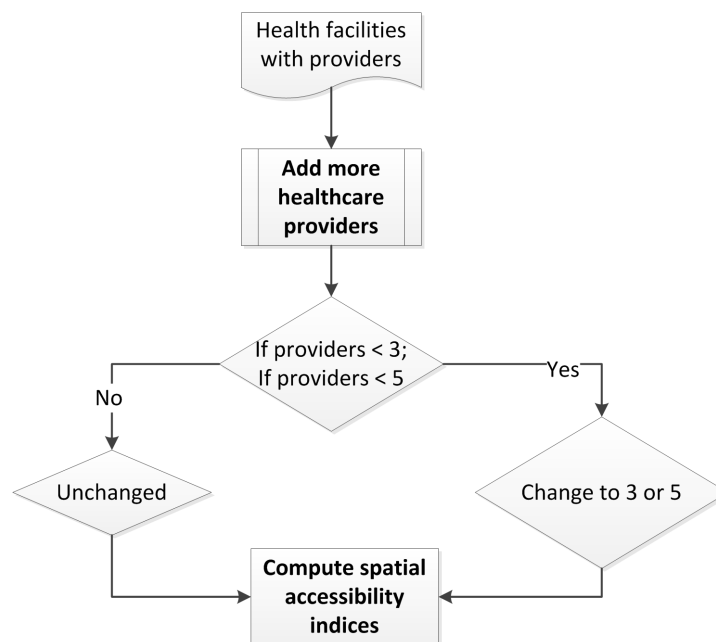 Health facilities
with providers
Add more
healthcare
providers
If providers < 3;
If providers < 5
No
Yes
Unchanged
Change to 3 or 5
Compute spatial
accessibility
indices